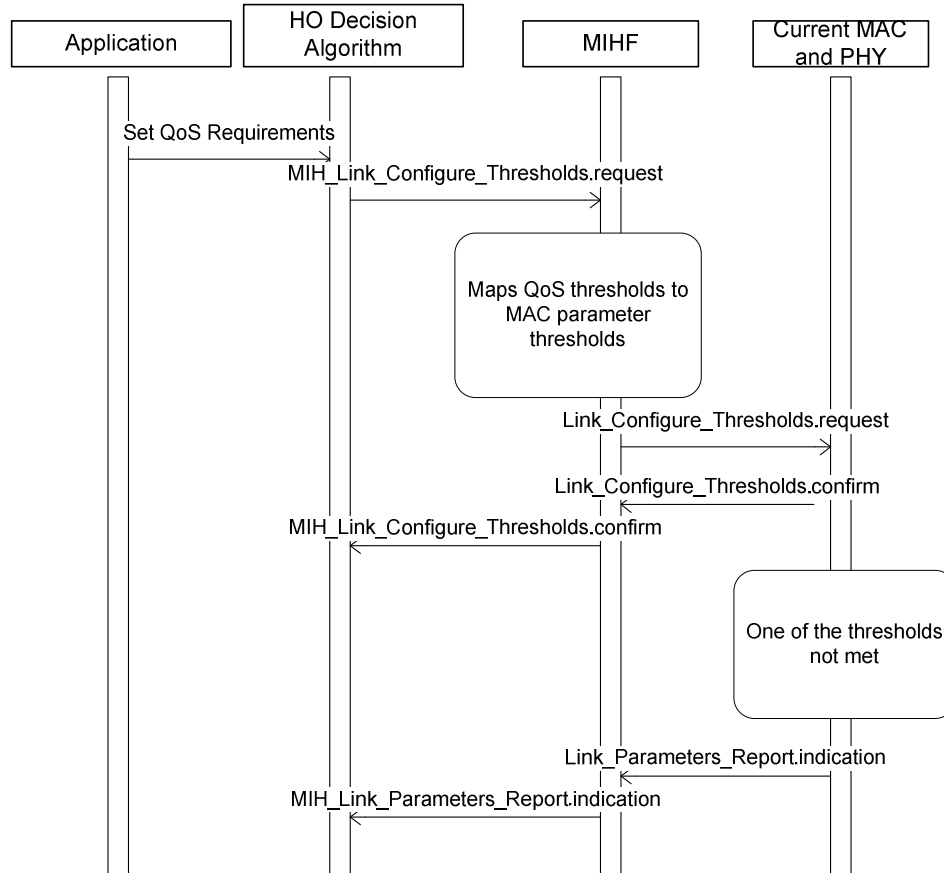 Application
HO Decision
Algorithm
MIHF
Current MAC
and PHY
Set QoS Requirements
MIH_Link_Configure_Thresholds.request
Maps QoS thresholds to
MAC parameter
thresholds
Link_Configure_Thresholds.request
Link_Configure_Thresholds.confirm
MIH_Link_Configure_Thresholds.confirm
One of the thresholds
not met
Link_Parameters_Report.indication
MIH_Link_Parameters_Report.indication